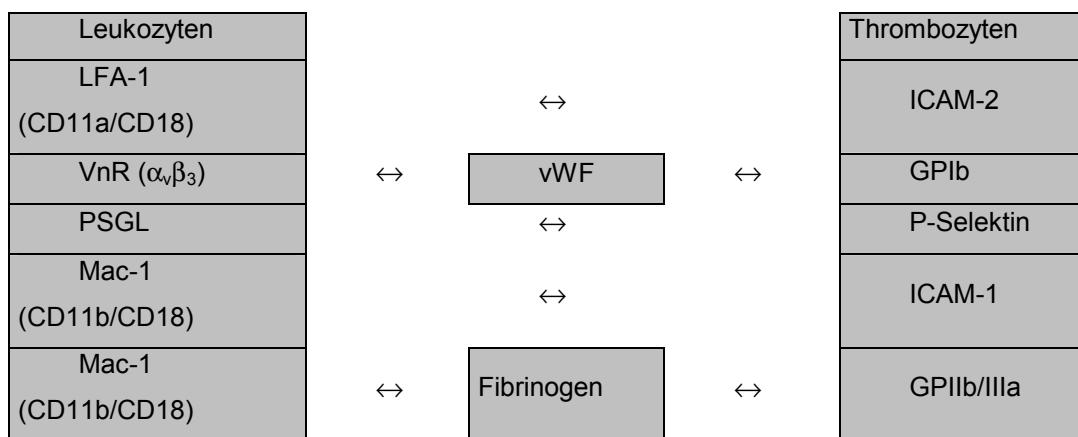 Leukozyten Thrombozyten
LFA-1
(CD11a/CD18) ↔ ICAM-2
VnR (αvβ3) ↔ vWF ↔ GPIb
PSGL ↔ P-Selektin
Mac-1
(CD11b/CD18) ↔ ICAM-1
Mac-1
(CD11b/CD18) ↔ Fibrinogen ↔ GPIIb/IIIa